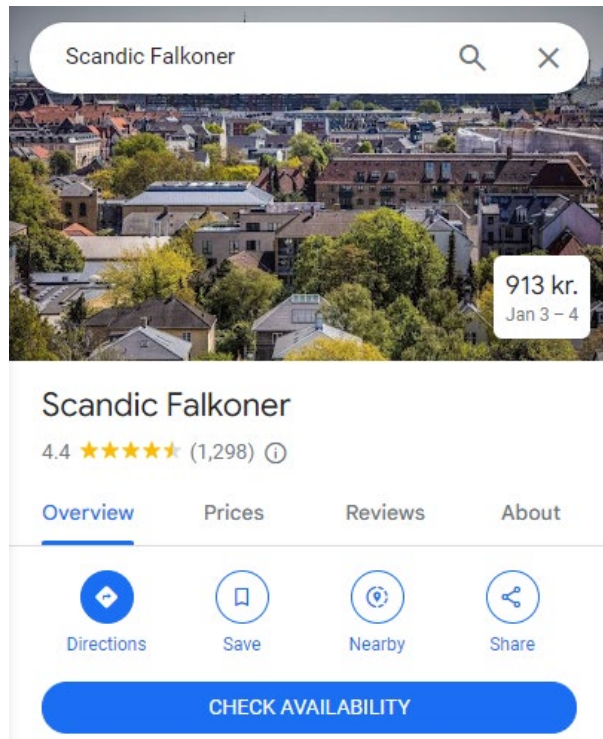 Scandic Falkoner
913 kr.
Jan 3 – 4
Scandic Falkoner
4.4 (1,298)
Overview Prices Reviews About
Directions Save Nearby Share
CHECK AVAILABILITY